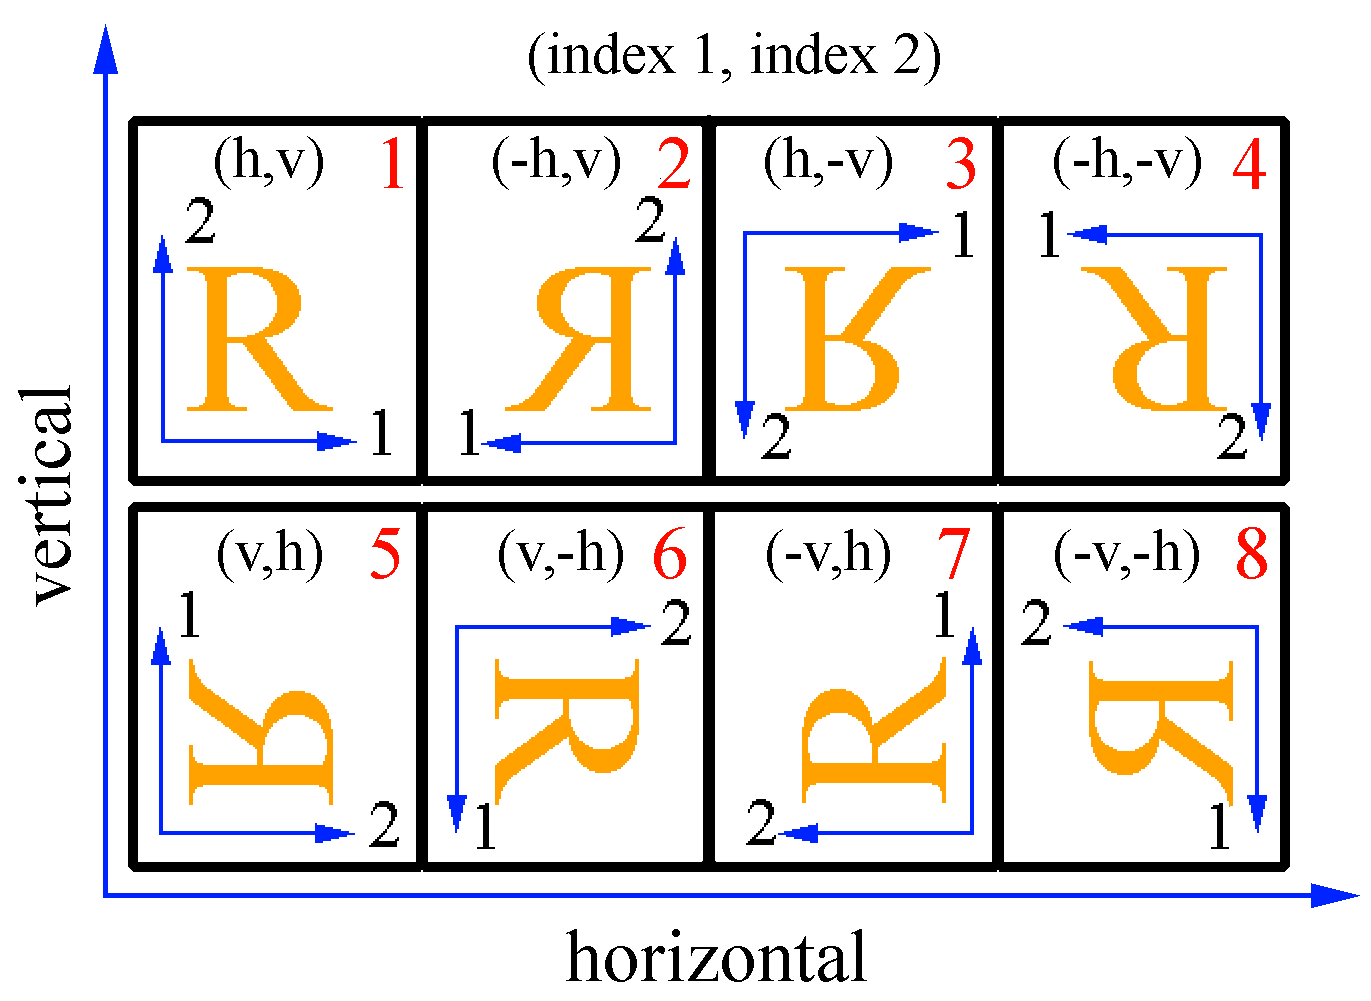 (index 1, index 2)
(h,v) 1
2
R
1
(-h,v) 2
2
R
1
(h,-v) 3
1
R
2
(-h,-v) 4
1
R
2
(v,h) 5
1
R
2
(v,-h) 6
2
R
1
(-v,h) 7
1
R
2
(-v,-h) 8
2
R
1
vertical
horizontal